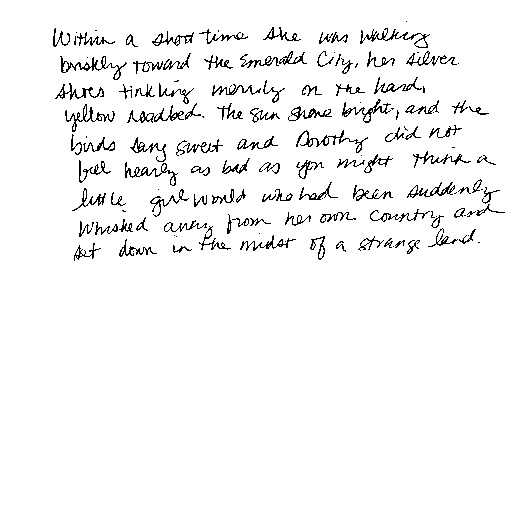 Within a short time she was walking
briskly toward the Emerald City, her silver
shoes tinkling merrily on the hard,
yellow roadbed. The sun shone bright, and the
birds sang sweet and Dorothy did not
feel nearly as bad as you might think a
little girl would who had been suddenly
whisked away from her own country and
set down in the midst of a strange land.